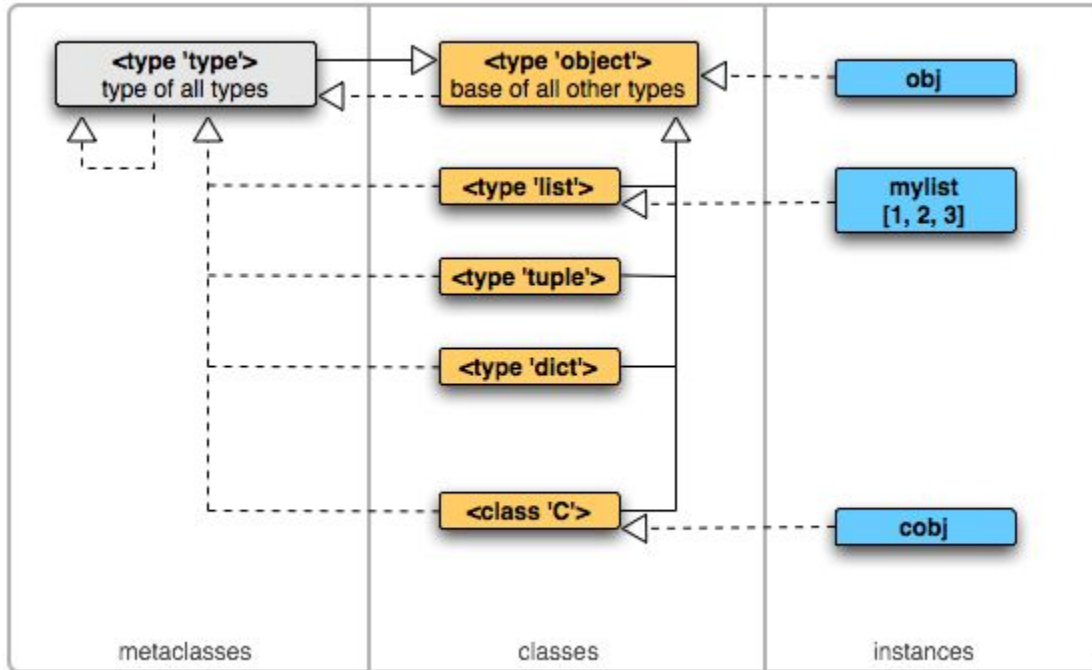 <type 'type'>
type of all types
<type 'object'>
base of all other types
obj
<type 'list'>
mylist
[1, 2, 3]
<type 'tuple'>
<type 'dict'>
<class 'C'>
cobj
metaclasses
classes
instances